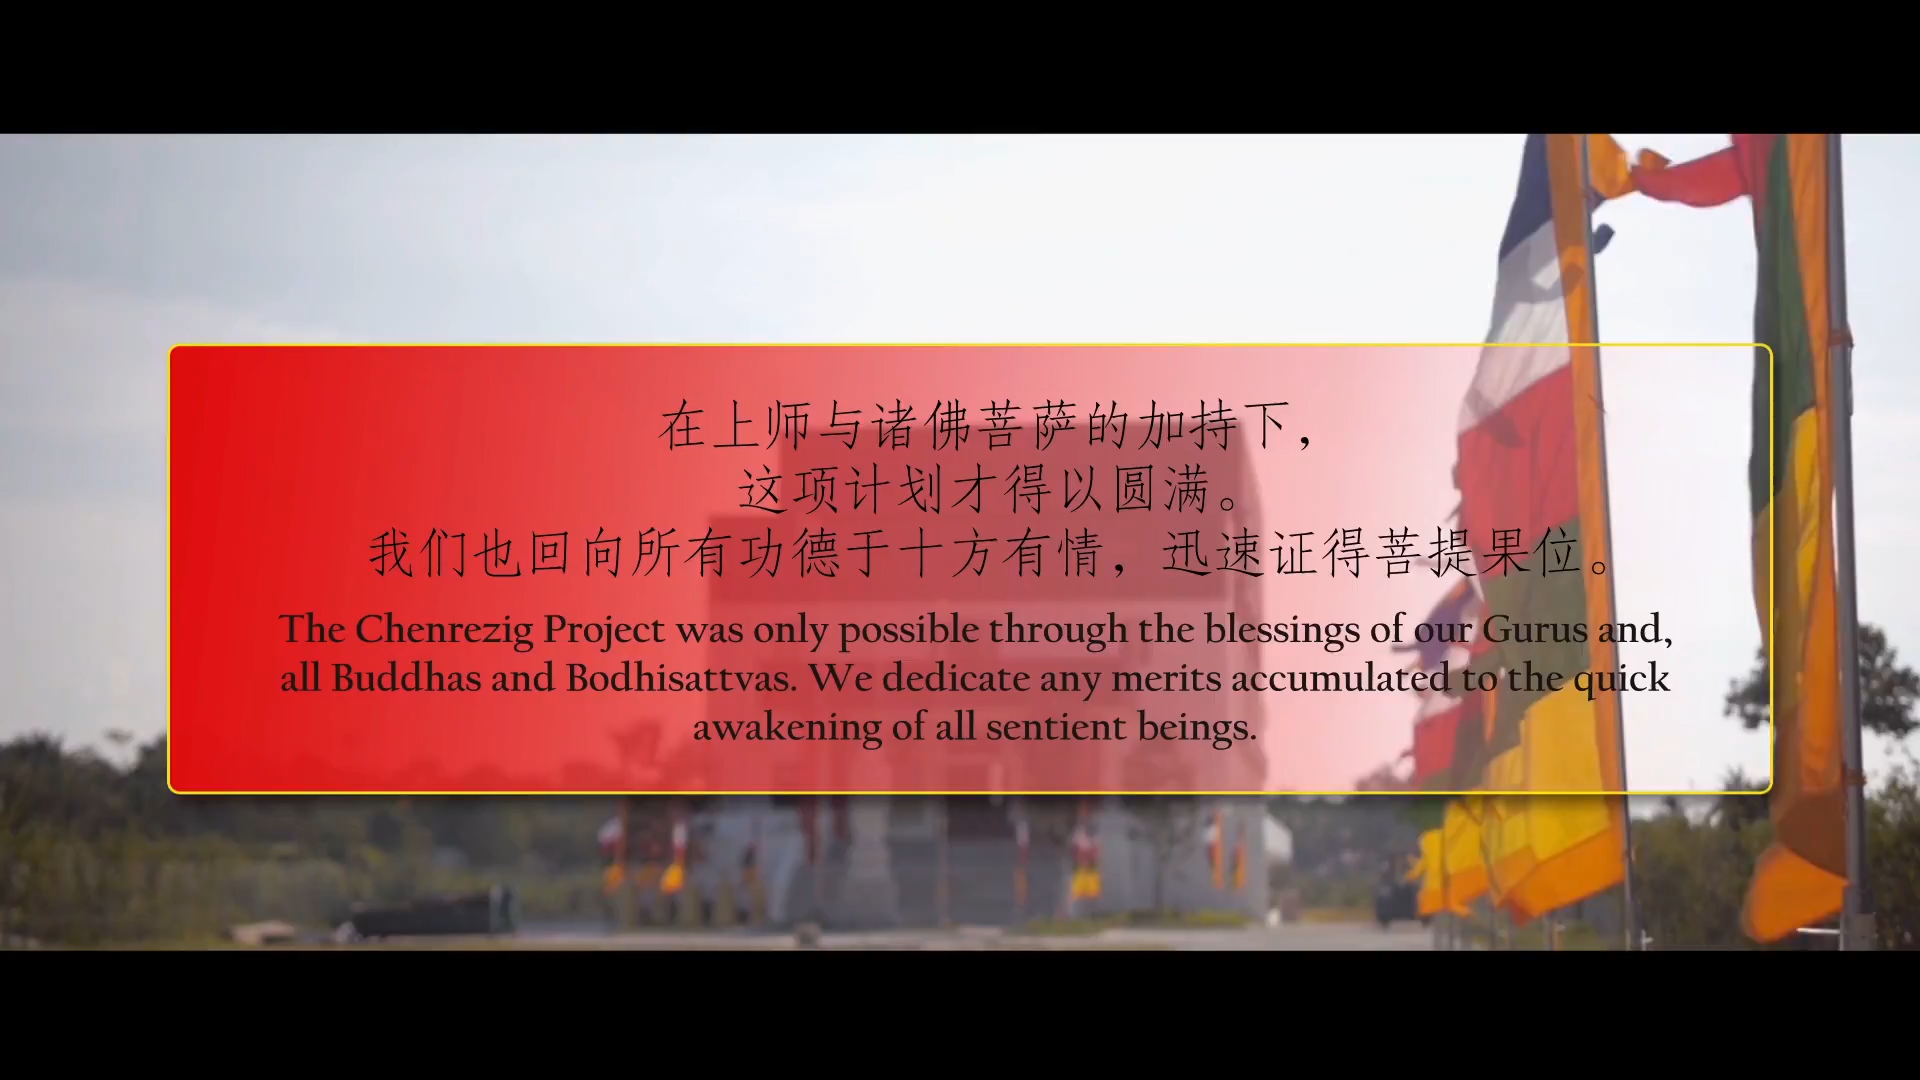 在上师与诸佛菩萨的加持下，
这项计划才得以圆满。
我们也回向所有功德于十方有情，迅速证得菩提果位。
The Chenrezig Project was only possible through the blessings of our Gurus and,
all Buddhas and Bodhisattvas. We dedicate any merits accumulated to the quick
awakening of all sentient beings.